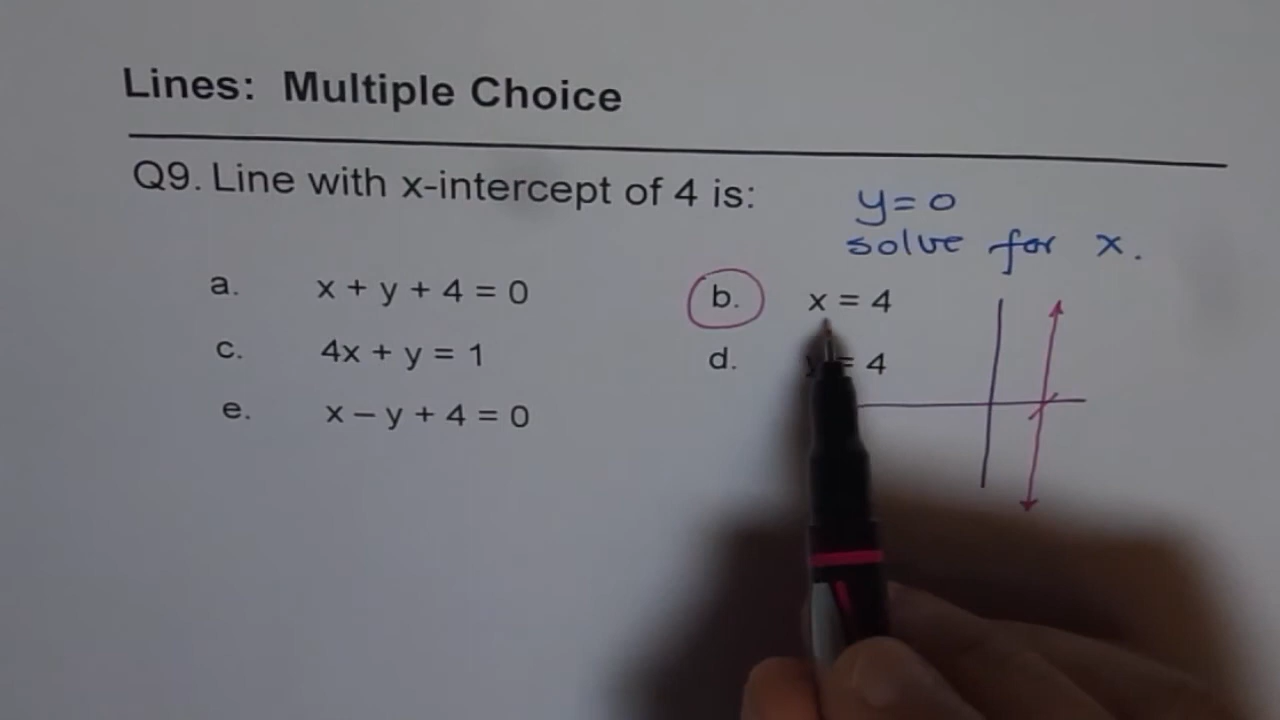 Lines: Multiple Choice
Q9. Line with x-intercept of 4 is:
y = 0
solve for x.
a. x + y + 4 = 0
b. x = 4
c. 4x + y = 1
d. y = 4
e. x – y + 4 = 0